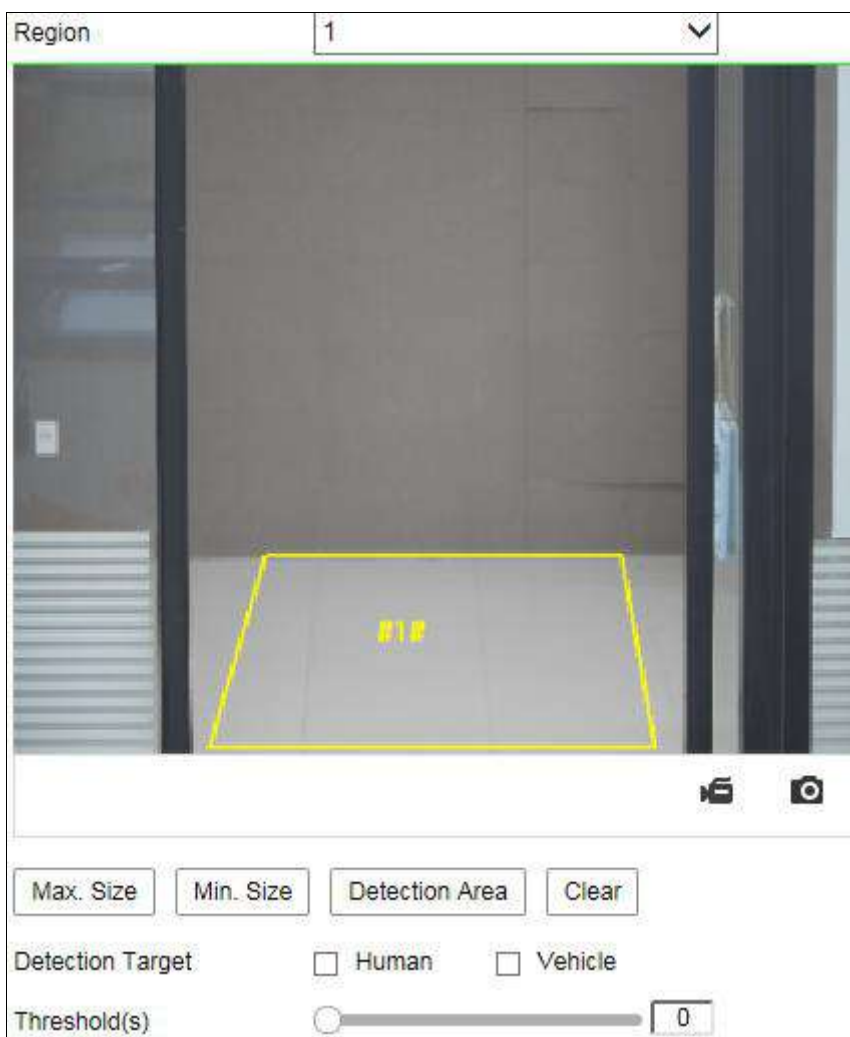 Region 1
#1#
Max. Size Min. Size Detection Area Clear
Detection Target Human Vehicle
Threshold(s) 0